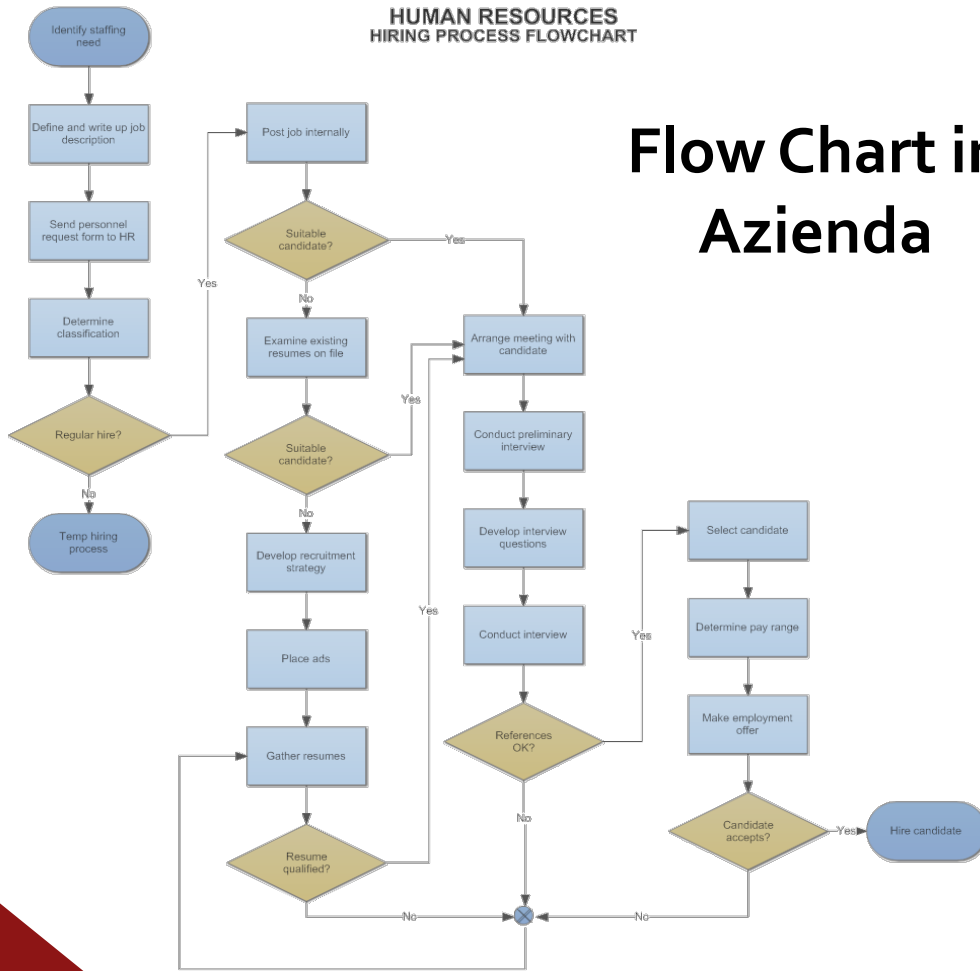 HUMAN RESOURCES
HIRING PROCESS FLOWCHART
Flow Chart in
Azienda
Identify staffing
need
Define and write up job
description
Send personnel
request form to HR
Determine
classification
Regular hire?
Yes
No
Temp hiring
process
Post job internally
Suitable
candidate?
Yes
No
Examine existing
resumes on file
Suitable
candidate?
Yes
No
Develop recruitment
strategy
Place ads
Gather resumes
Resume
qualified?
Yes
No
Arrange meeting with
candidate
Conduct preliminary
interview
Develop interview
questions
Conduct interview
References
OK?
Yes
No
Select candidate
Determine pay range
Make employment
offer
Candidate
accepts?
Yes
No
Hire candidate